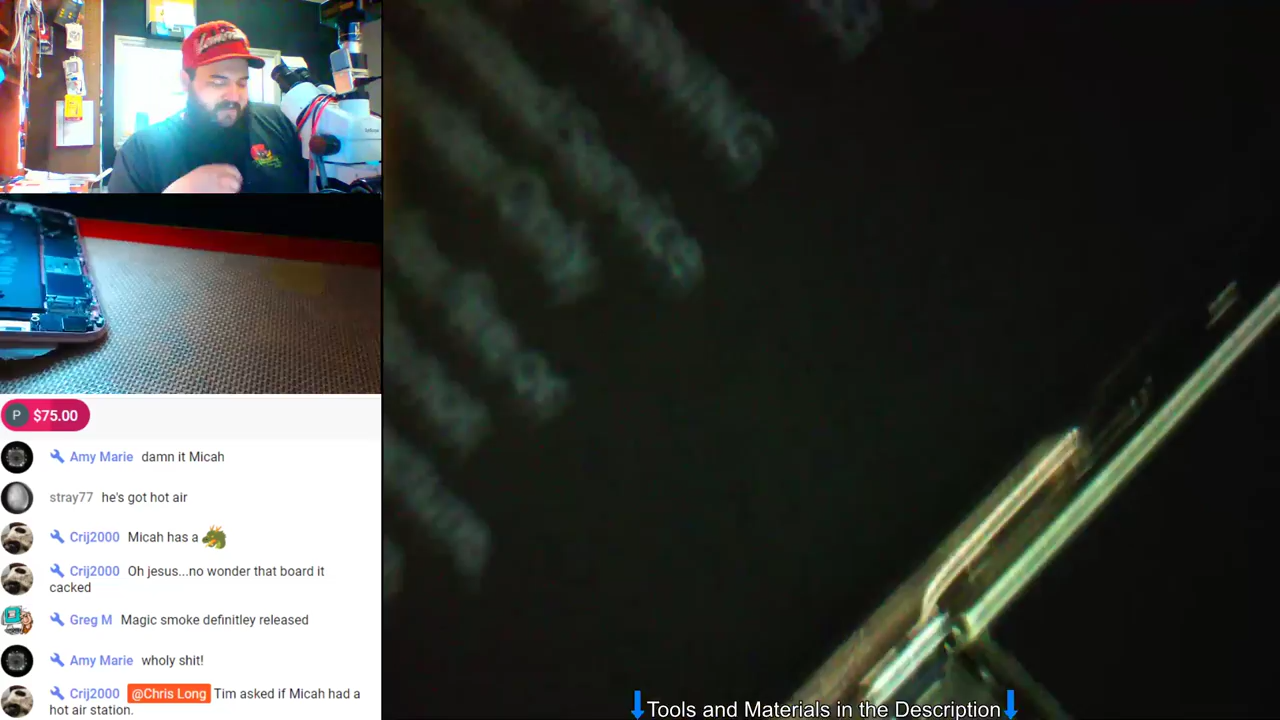 P $75.00
Amy Marie damn it Micah
stray77 he's got hot air
Crij2000 Micah has a
Crij2000 Oh jesus...no wonder that board it
cacked
Greg M Magic smoke definitley released
Amy Marie wholy shit!
Crij2000 @Chris Long Tim asked if Micah had a
hot air station.
Tools and Materials in the Description